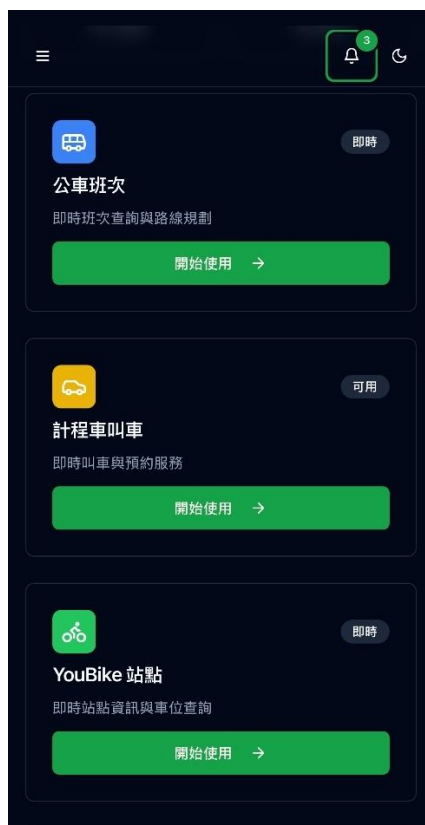 3
即時
公車班次
即時班次查詢與路線規劃
開始使用 →
可用
計程車叫車
即時叫車與預約服務
開始使用 →
即時
YouBike 站點
即時站點資訊與車位查詢
開始使用 →